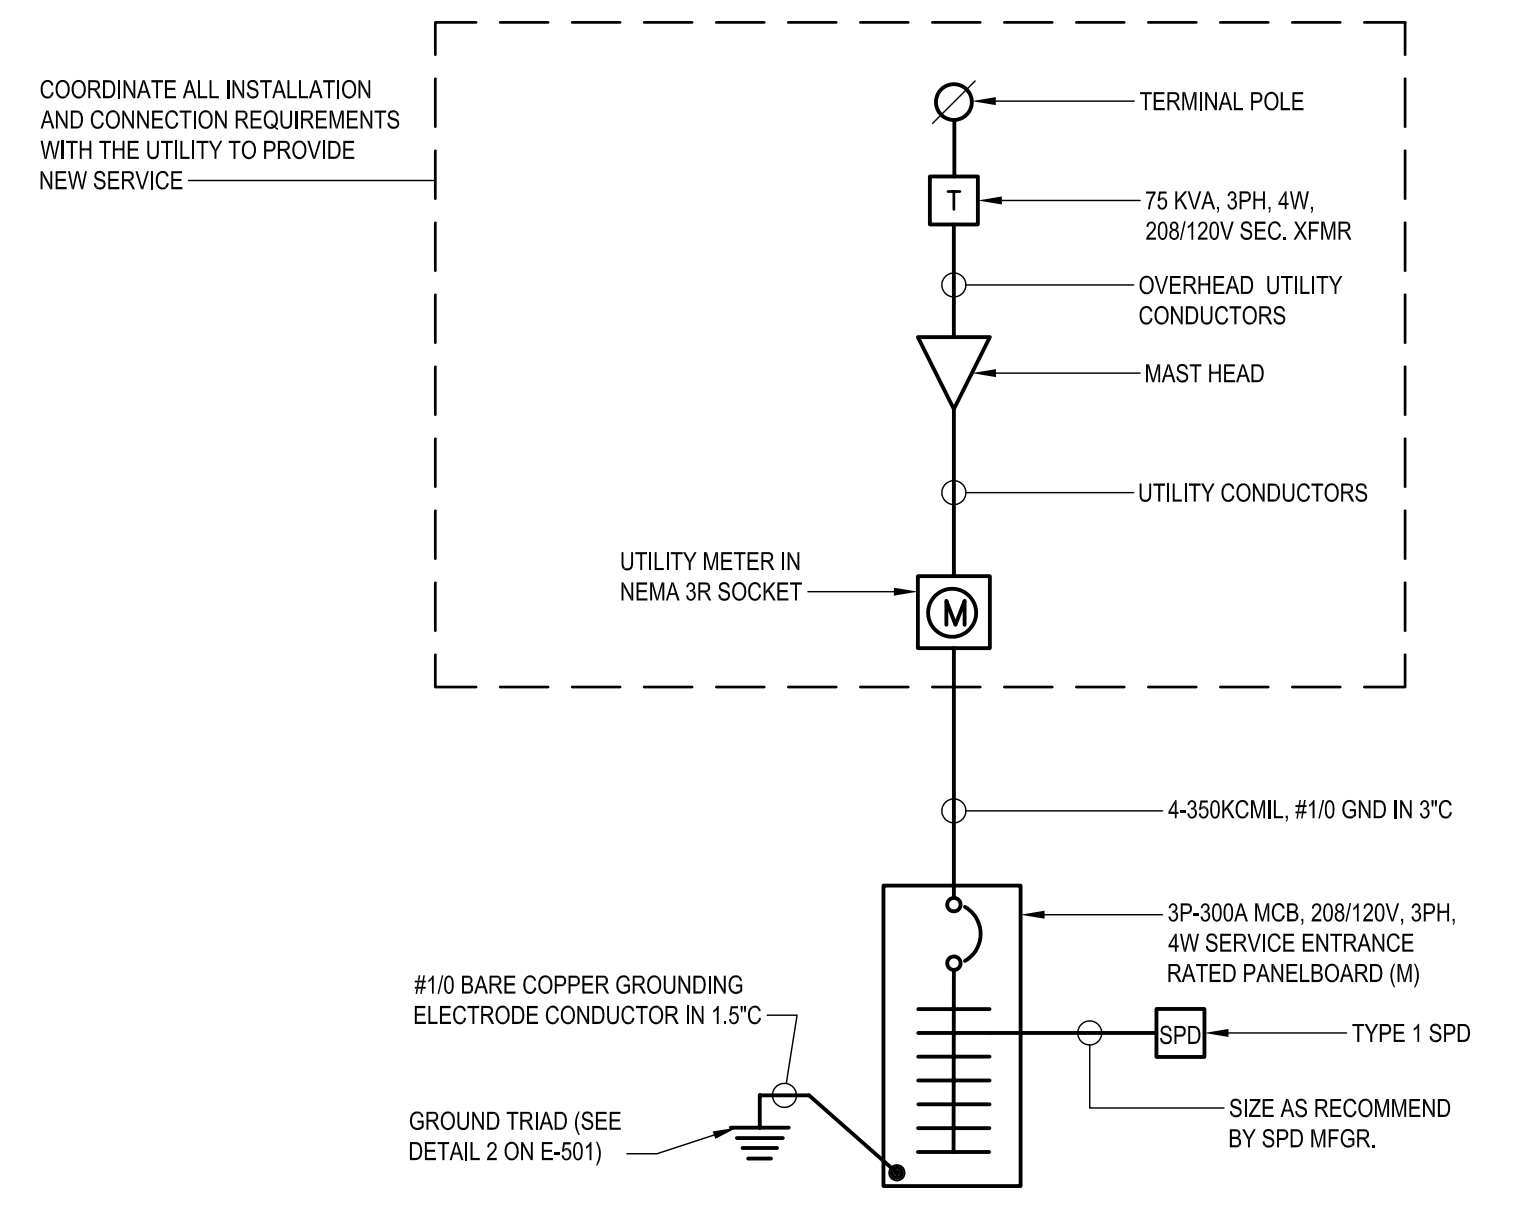 COORDINATE ALL INSTALLATION
AND CONNECTION REQUIREMENTS
WITH THE UTILITY TO PROVIDE
NEW SERVICE
TERMINAL POLE
T
75 KVA, 3PH, 4W,
208/120V SEC. XFMR
OVERHEAD UTILITY
CONDUCTORS
MAST HEAD
UTILITY CONDUCTORS
UTILITY METER IN
NEMA 3R SOCKET
M
4-350KCMIL, #1/0 GND IN 3"C
3P-300A MCB, 208/120V, 3PH,
4W SERVICE ENTRANCE
RATED PANELBOARD (M)
#1/0 BARE COPPER GROUNDING
ELECTRODE CONDUCTOR IN 1.5"C
SPD
TYPE 1 SPD
GROUND TRIAD (SEE
DETAIL 2 ON E-501)
SIZE AS RECOMMEND
BY SPD MFGR.